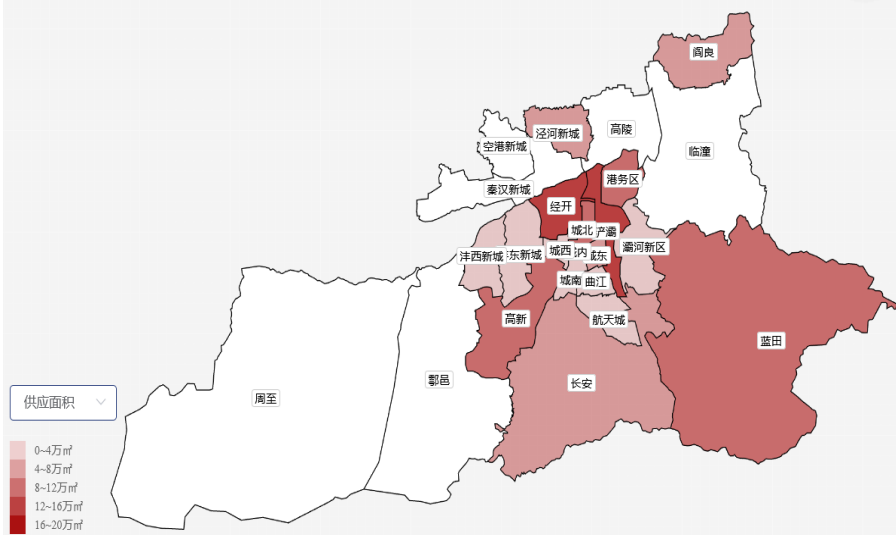 阎良
高陵
泾河新城
空港新城
临潼
港务区
秦汉新城
经开
城北
浐灞
灞河新区
城西
城内
城东
沣西新城
沣东新城
城南
曲江
航天城
高新
蓝田
鄠邑
长安
周至
供应面积
0~4万㎡
4~8万㎡
8~12万㎡
12~16万㎡
16~20万㎡